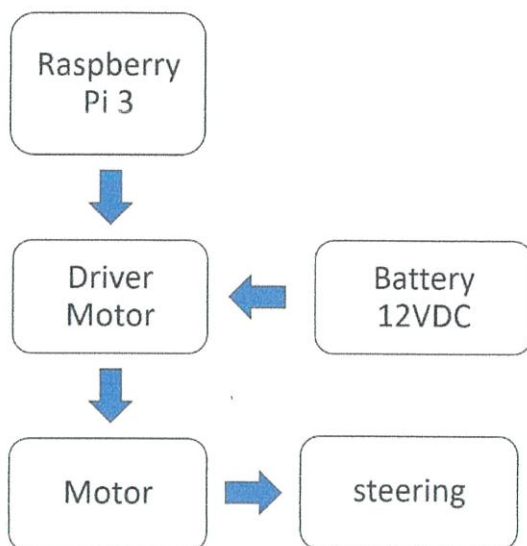 Raspberry
Pi 3
Driver
Motor
Battery
12VDC
Motor
steering